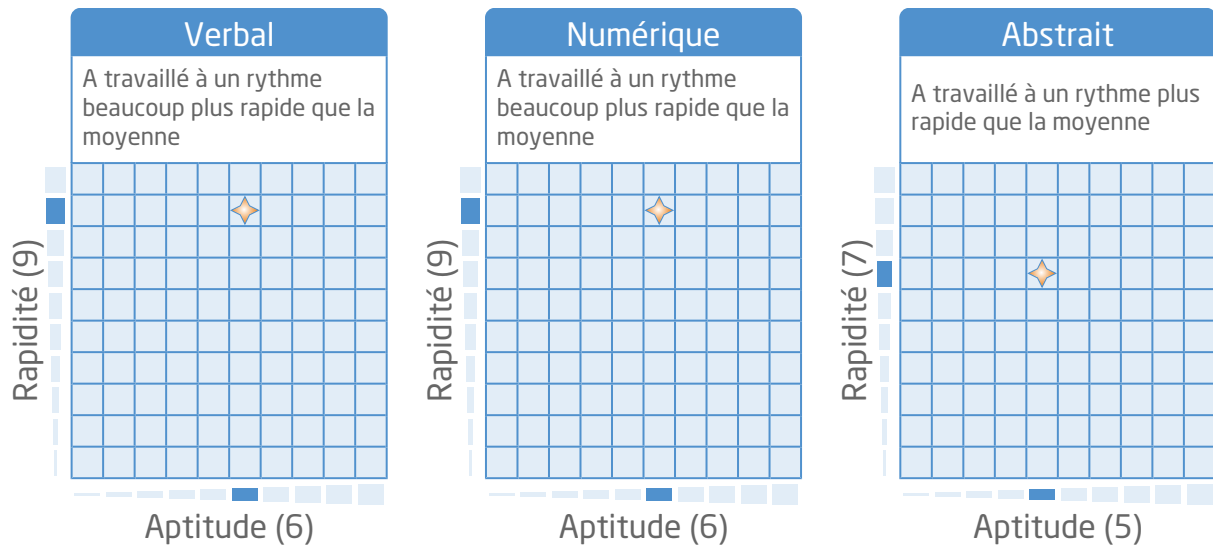 Verbal
A travaillé à un rythme
beaucoup plus rapide que la
moyenne
Rapidité (9)
Aptitude (6)
Numérique
A travaillé à un rythme
beaucoup plus rapide que la
moyenne
Rapidité (9)
Aptitude (6)
Abstrait
A travaillé à un rythme plus
rapide que la moyenne
Rapidité (7)
Aptitude (5)